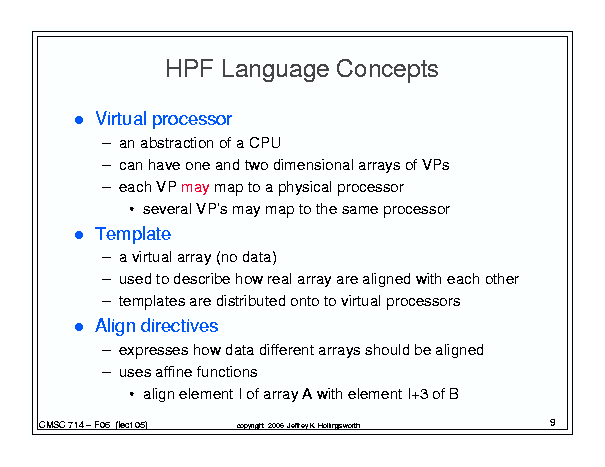 HPF Language Concepts
● Virtual processor
– an abstraction of a CPU
– can have one and two dimensional arrays of VPs
– each VP may map to a physical processor
• several VP's may map to the same processor
● Template
– a virtual array (no data)
– used to describe how real array are aligned with each other
– templates are distributed onto to virtual processors
● Align directives
– expresses how data different arrays should be aligned
– uses affine functions
• align element I of array A with element I+3 of B
CMSC 714 – F06 (lect05)
copyright 2006 Jeffrey K. Hollingsworth
9